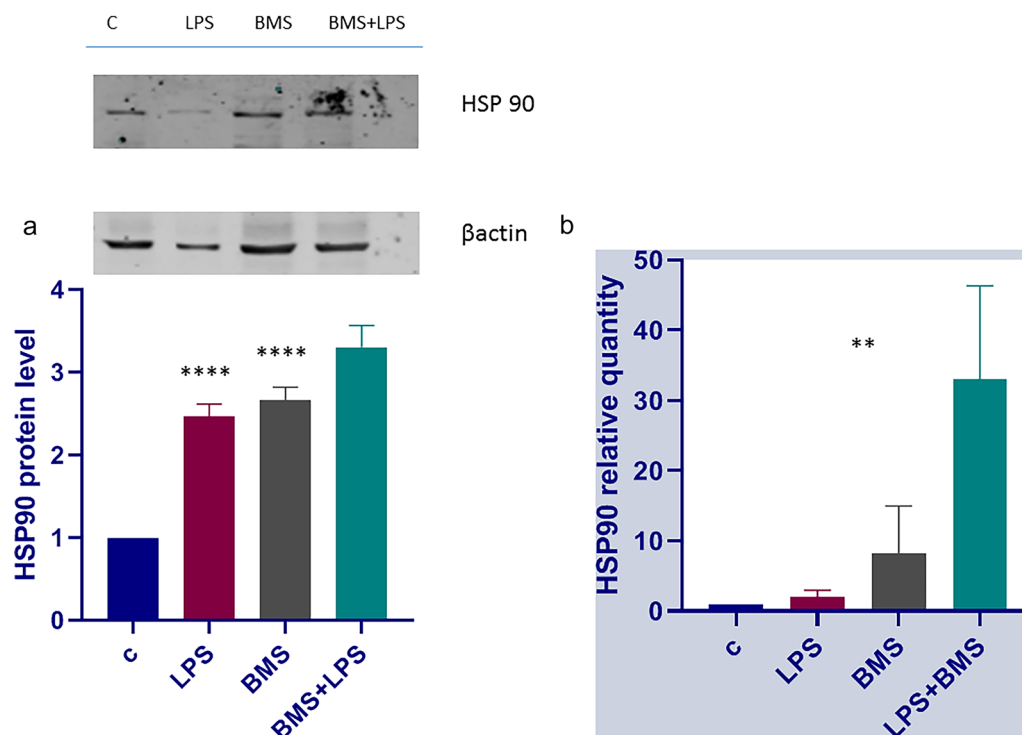 C LPS BMS BMS+LPS
HSP 90
βactin
a
HSP90 protein level
4
3
2
1
0
****
****
c
LPS
BMS
BMS+LPS
b
HSP90 relative quantity
50
40
30
20
10
0
**
c
LPS
BMS
LPS+BMS